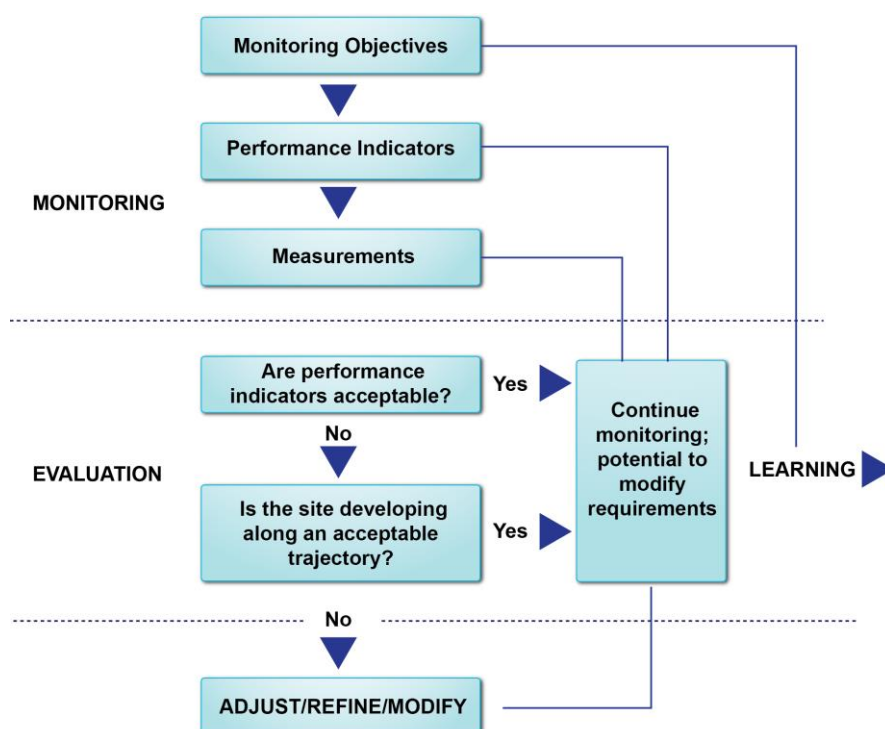 Monitoring Objectives
Performance Indicators
MONITORING
Measurements
Are performance
indicators acceptable?
Yes
No
Continue
monitoring;
potential to
modify
requirements
EVALUATION
LEARNING
Is the site developing
along an acceptable
trajectory?
Yes
No
ADJUST/REFINE/MODIFY